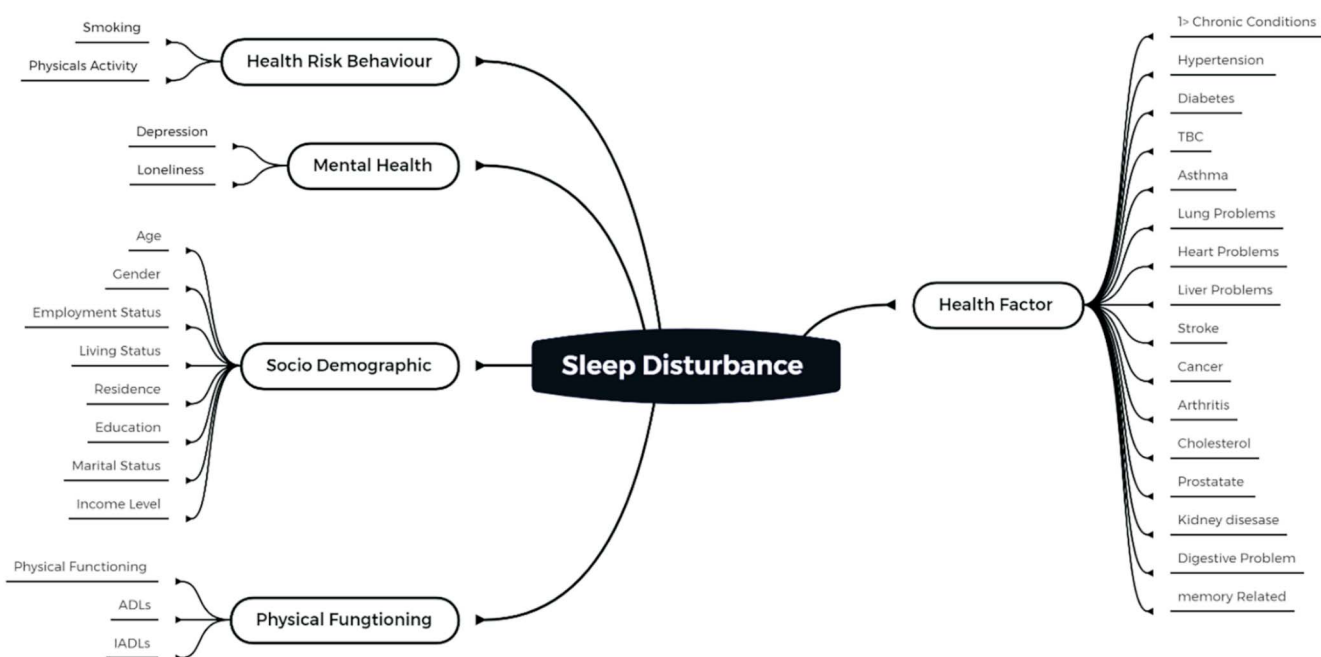 Smoking
Physicals Activity
Health Risk Behaviour
Depression
Loneliness
Mental Health
Age
Gender
Employment Status
Living Status
Residence
Education
Marital Status
Income Level
Socio Demographic
Physical Functioning
ADLs
IADLs
Physical Fungtioning
Sleep Disturbance
Health Factor
1> Chronic Conditions
Hypertension
Diabetes
TBC
Asthma
Lung Problems
Heart Problems
Liver Problems
Stroke
Cancer
Arthritis
Cholesterol
Prostatate
Kidney disesase
Digestive Problem
memory Related